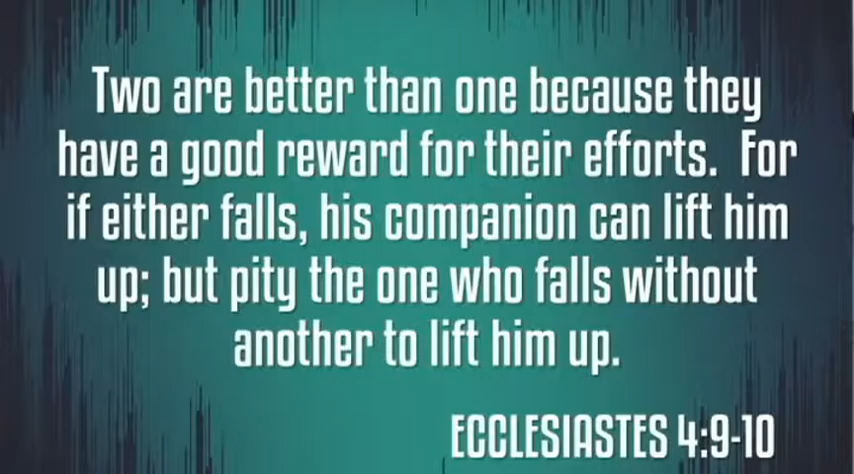 Two are better than one because they
have a good reward for their efforts.  For
if either falls, his companion can lift him
up; but pity the one who falls without
another to lift him up.
ECCLESIASTES 4:9-10